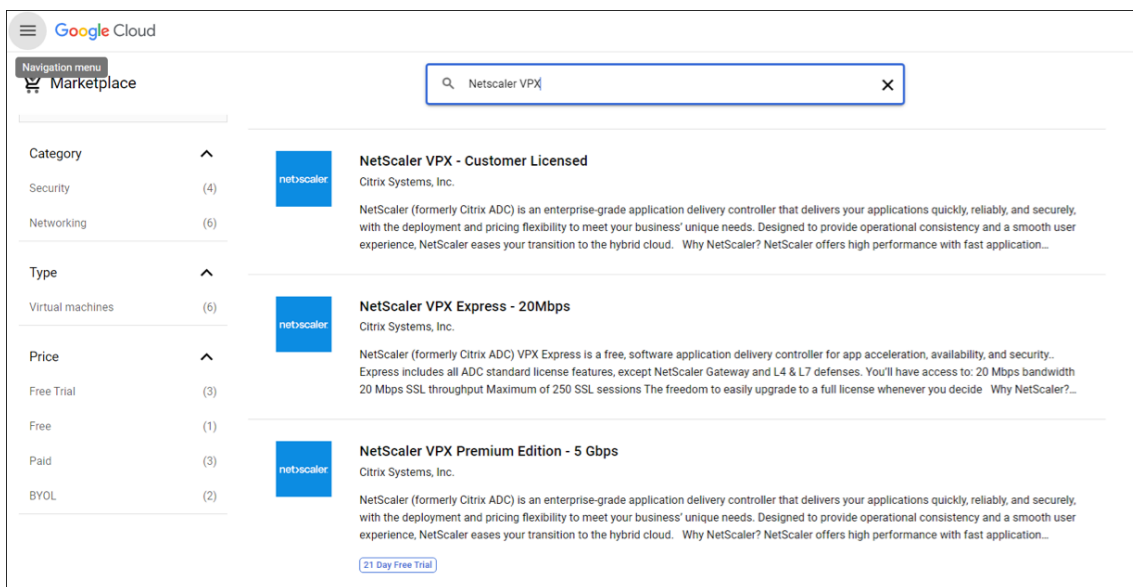 Google Cloud
Navigation menu
Marketplace
Netscaler VPX
Category
Security (4)
Networking (6)
Type
Virtual machines (6)
Price
Free Trial (3)
Free (1)
Paid (3)
BYOL (2)
net>scaler
NetScaler VPX - Customer Licensed
Citrix Systems, Inc.
NetScaler (formerly Citrix ADC) is an enterprise-grade application delivery controller that delivers your applications quickly, reliably, and securely,
with the deployment and pricing flexibility to meet your business' unique needs. Designed to provide operational consistency and a smooth user
experience, NetScaler eases your transition to the hybrid cloud. Why NetScaler? NetScaler offers high performance with fast application...
net>scaler
NetScaler VPX Express - 20Mbps
Citrix Systems, Inc.
NetScaler (formerly Citrix ADC) VPX Express is a free, software application delivery controller for app acceleration, availability, and security..
Express includes all ADC standard license features, except NetScaler Gateway and L4 & L7 defenses. You'll have access to: 20 Mbps bandwidth
20 Mbps SSL throughput Maximum of 250 SSL sessions The freedom to easily upgrade to a full license whenever you decide Why NetScaler?...
net>scaler
NetScaler VPX Premium Edition - 5 Gbps
Citrix Systems, Inc.
NetScaler (formerly Citrix ADC) is an enterprise-grade application delivery controller that delivers your applications quickly, reliably, and securely,
with the deployment and pricing flexibility to meet your business' unique needs. Designed to provide operational consistency and a smooth user
experience, NetScaler eases your transition to the hybrid cloud. Why NetScaler? NetScaler offers high performance with fast application...
21 Day Free Trial